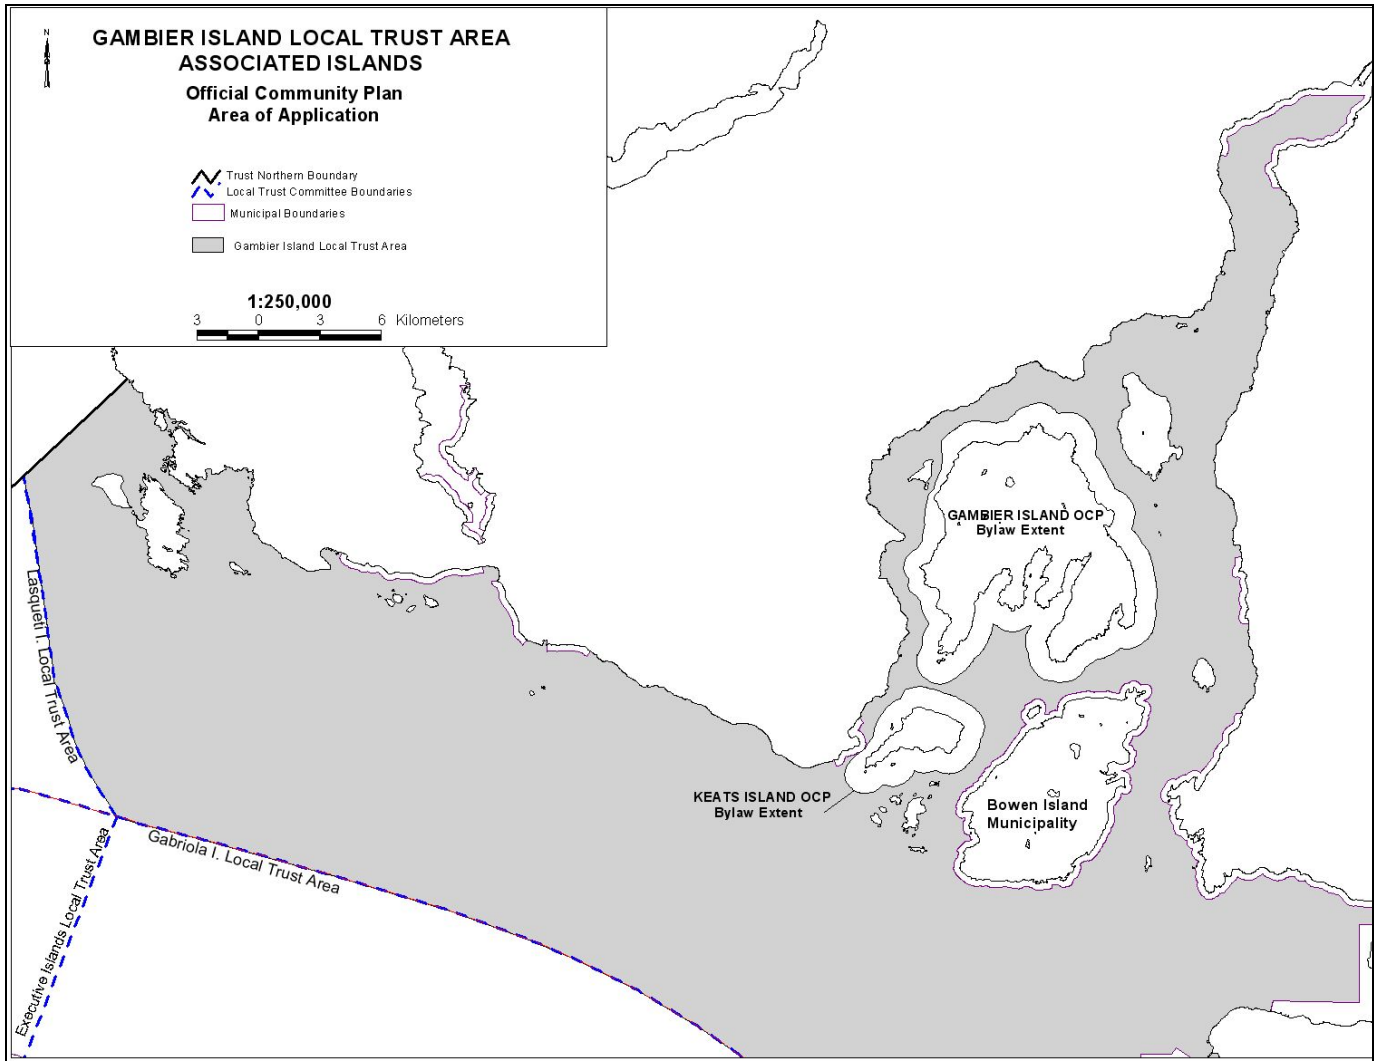 N
GAMBIER ISLAND LOCAL TRUST AREA
ASSOCIATED ISLANDS
Official Community Plan
Area of Application
Trust Northern Boundary
Local Trust Committee Boundaries
Municipal Boundaries
Gambier Island Local Trust Area
1:250,000
3 0 3 6 Kilometers
GAMBIER ISLAND OCP
Bylaw Extent
Lasqueti I. Local Trust Area
KEATS ISLAND OCP
Bylaw Extent
Bowen Island
Municipality
Gabriola I. Local Trust Area
Executive Islands Local Trust Area